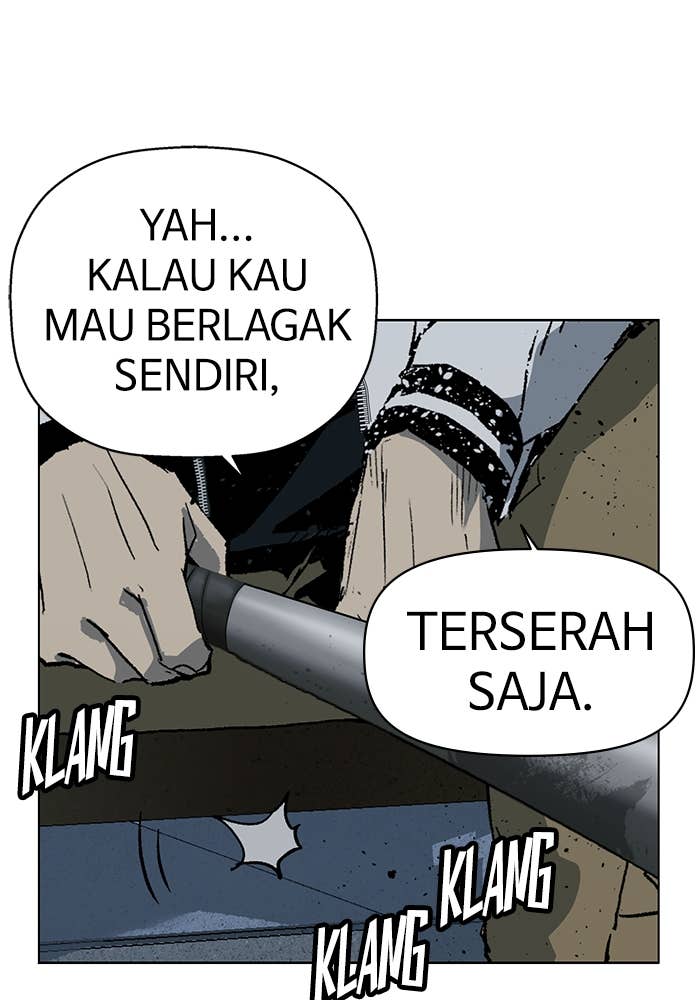 YAH...
KALAU KAU
MAU BERLAGAK
SENDIRI,
TERSERAH
SAJA.
KLANG
KLANG
KLANG